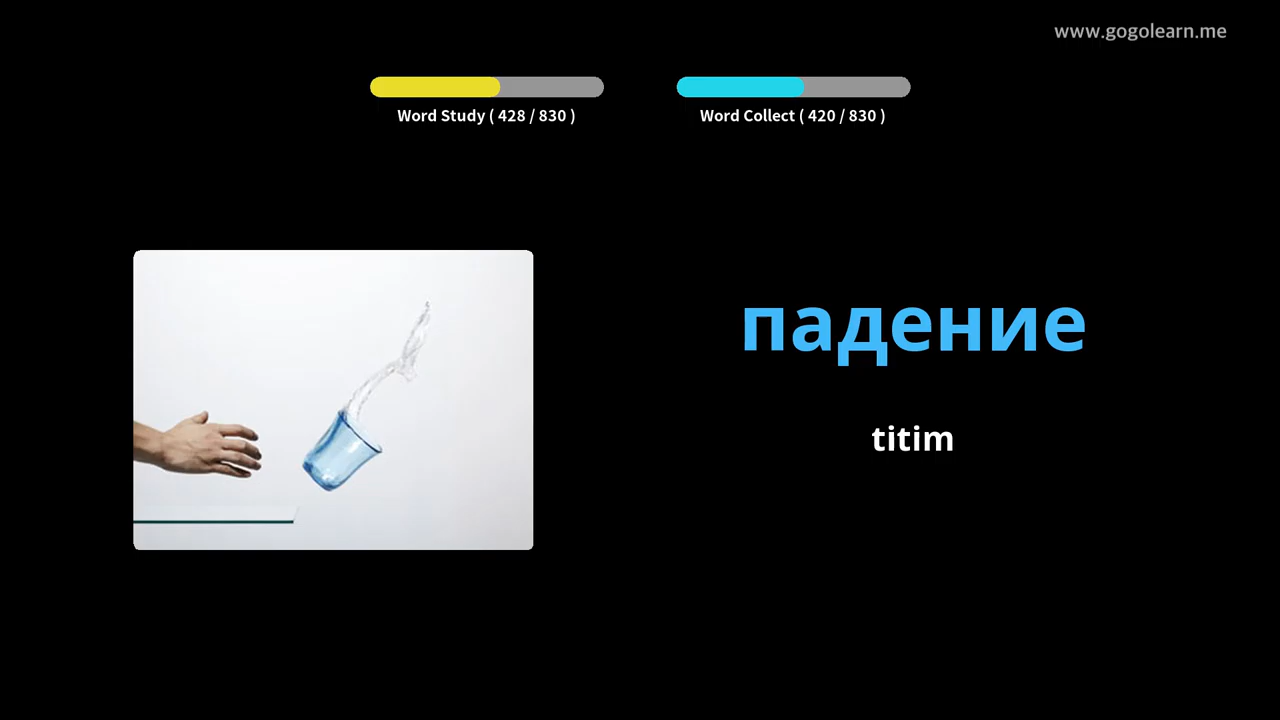 www.gogolearn.me
Word Study ( 428 / 830 )
Word Collect ( 420 / 830 )
падение
titim